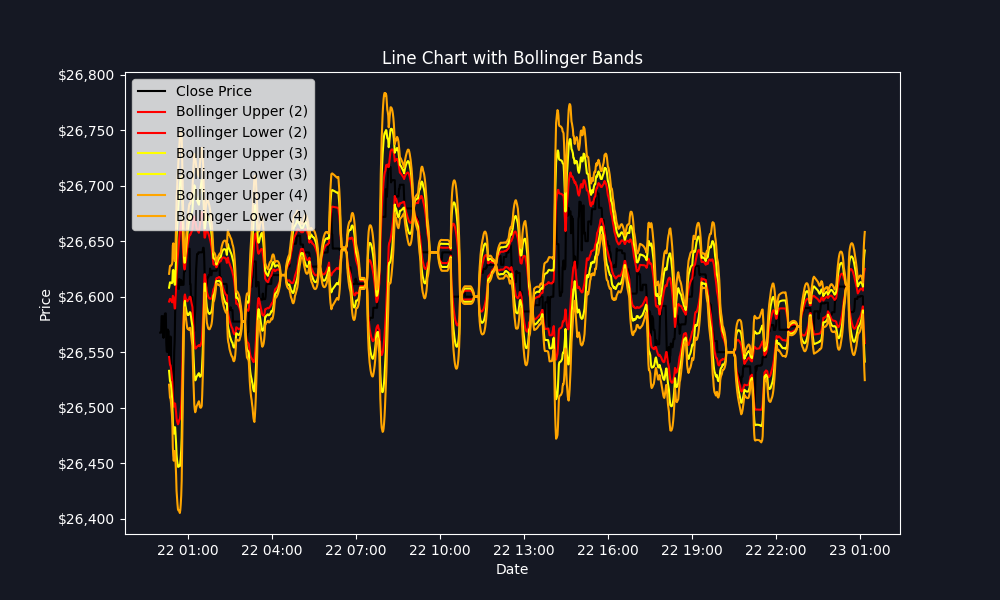 Line Chart with Bollinger Bands
$26,800
$26,750
$26,700
$26,650
$26,600
$26,550
$26,500
$26,450
$26,400
Price
Close Price
Bollinger Upper (2)
Bollinger Lower (2)
Bollinger Upper (3)
Bollinger Lower (3)
Bollinger Upper (4)
Bollinger Lower (4)
22 01:00 22 04:00 22 07:00 22 10:00 22 13:00 22 16:00 22 19:00 22 22:00 23 01:00
Date